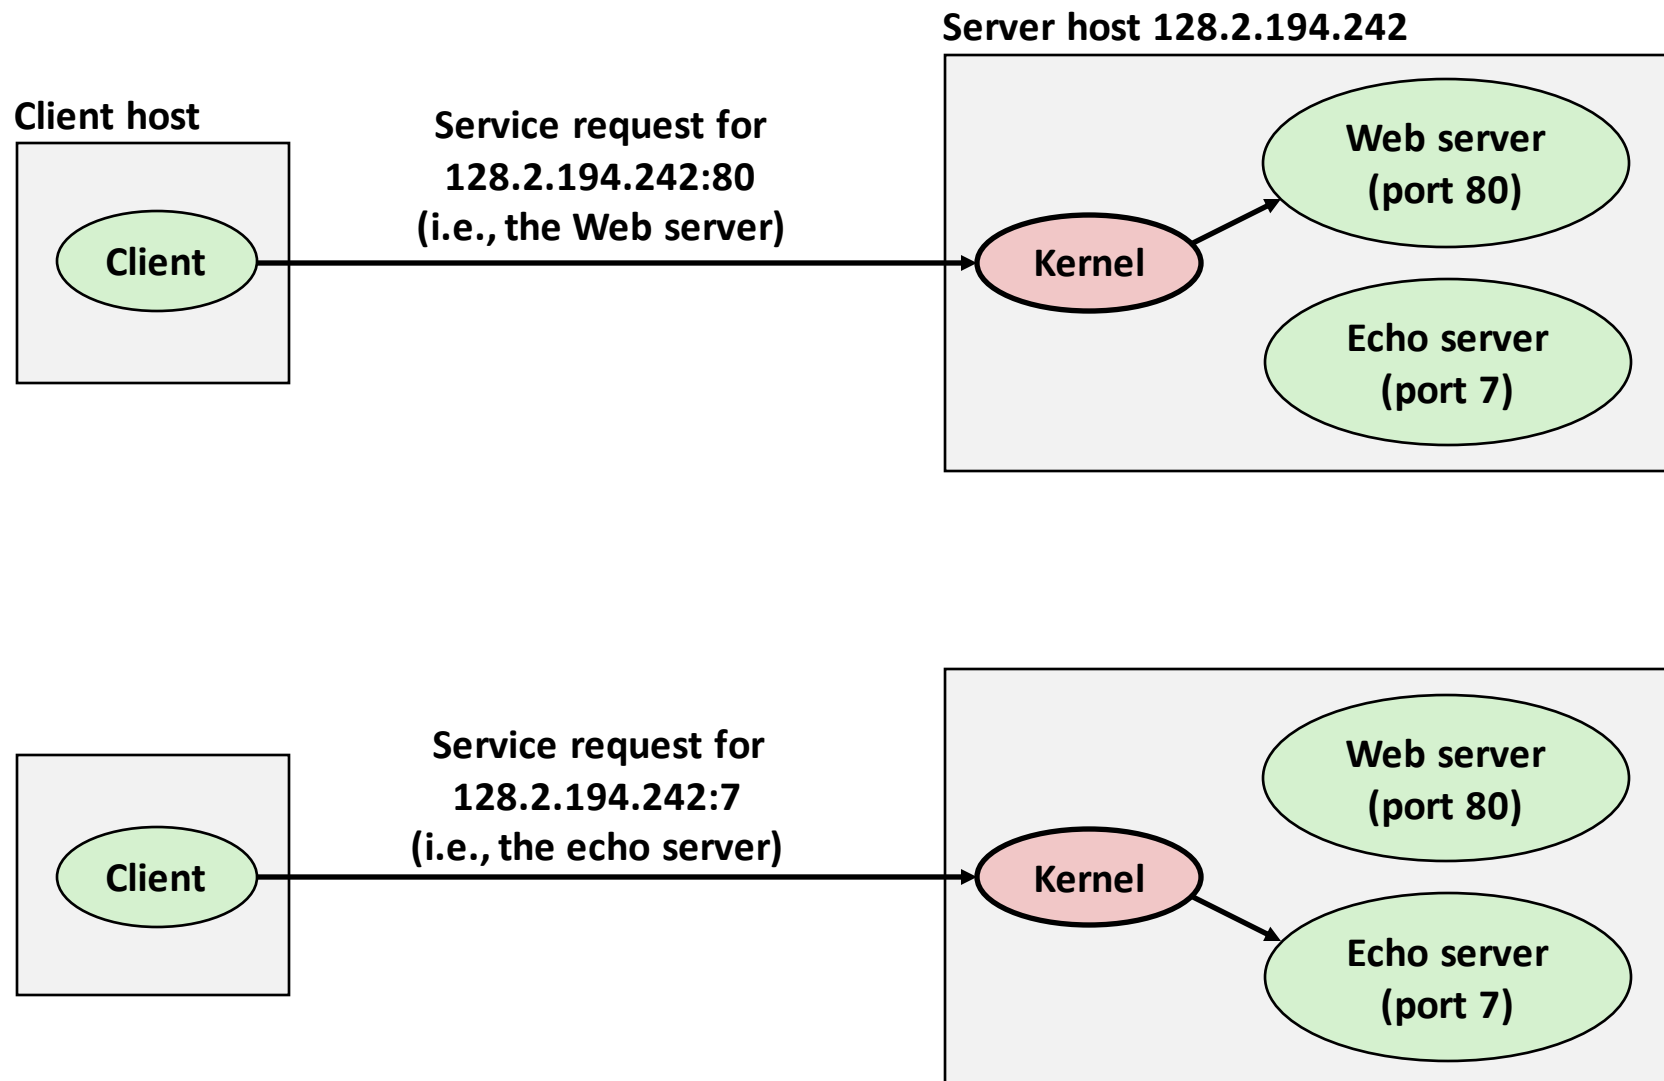 Server host 128.2.194.242
Client host
Service request for
128.2.194.242:80
(i.e., the Web server)
Client
Kernel
Web server
(port 80)
Echo server
(port 7)
Service request for
128.2.194.242:7
(i.e., the echo server)
Client
Kernel
Web server
(port 80)
Echo server
(port 7)